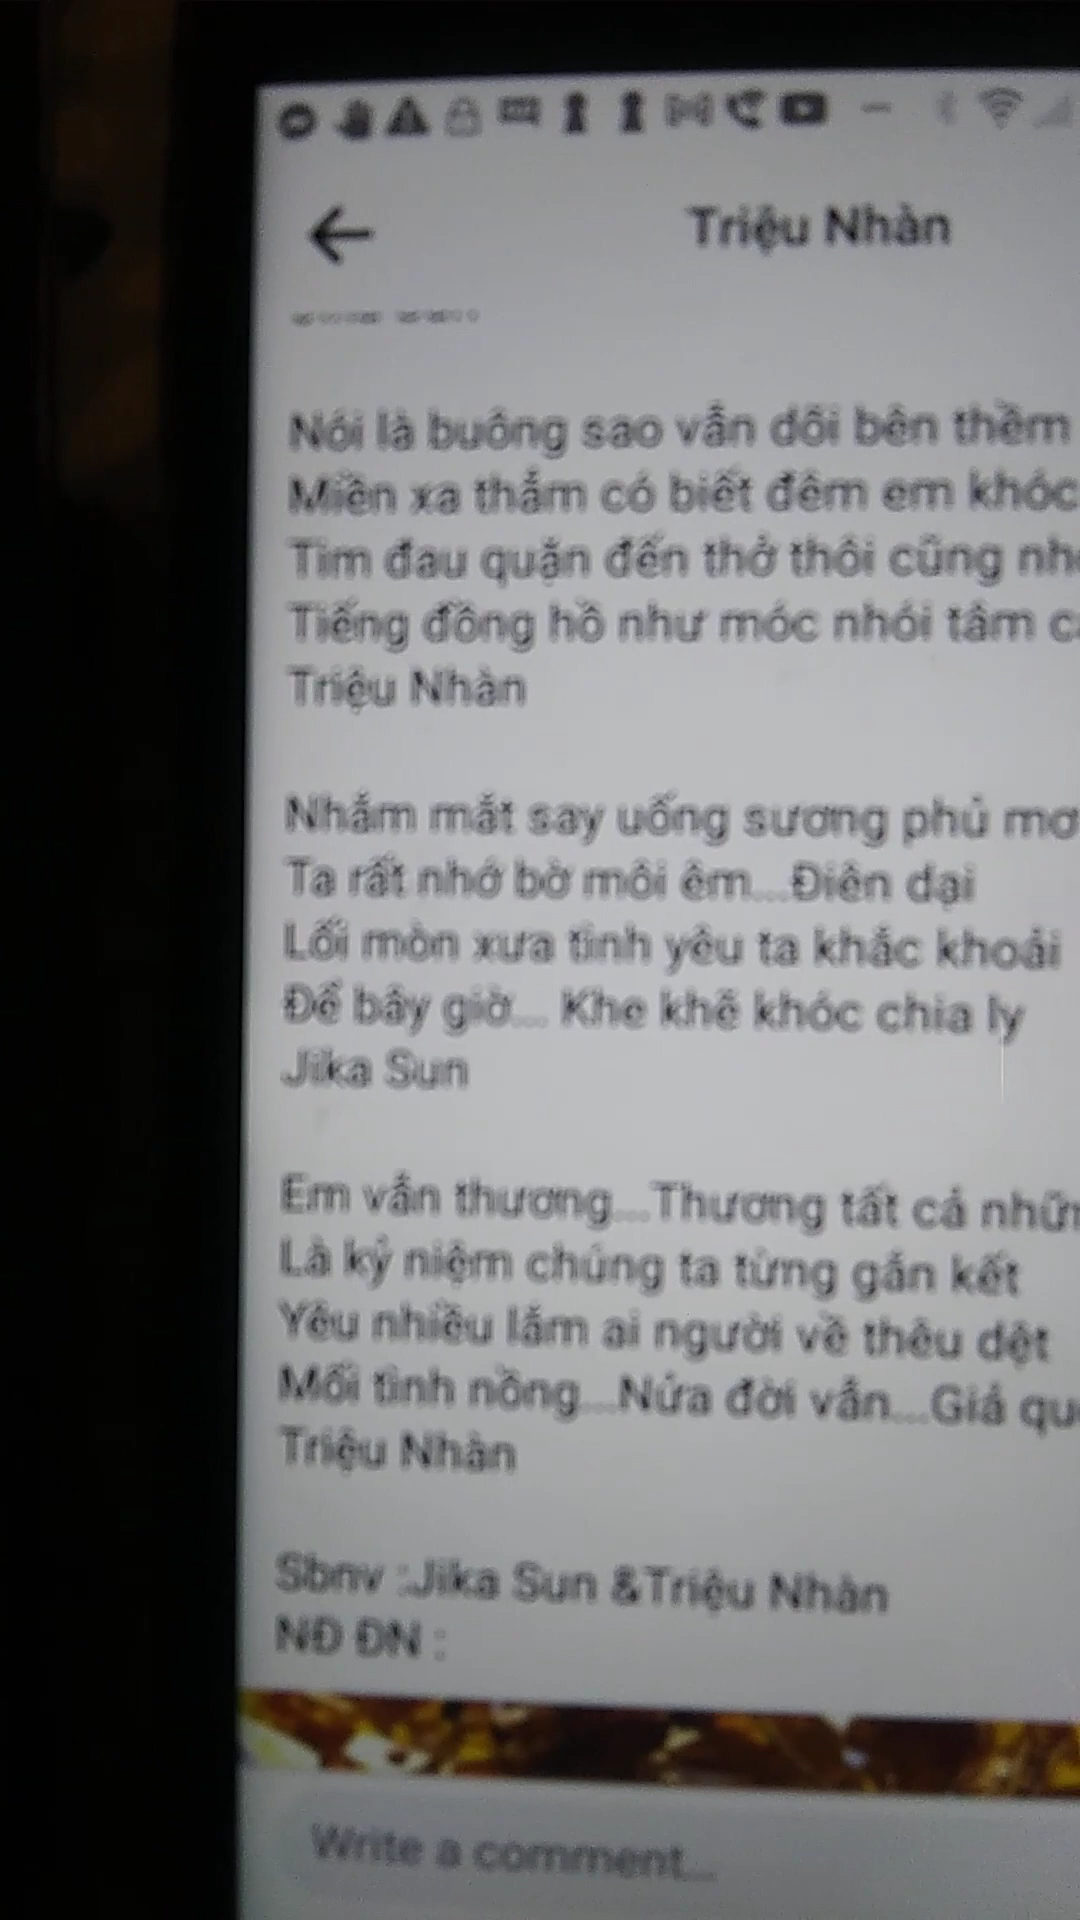 Triệu Nhàn
Nói là buông sao vẫn dõi bên thềm
Miền xa thẳm có biết đêm em khóc
Tim đau quặn đến thở thôi cũng
Tiếng đồng hồ như móc nhói tâm
Triệu Nhàn
Nhắm mắt say uống sương phủ
Ta rất nhớ bờ môi êm...Điên dại
Lối mòn xưa tình yêu ta khắc khoải
Để bây giờ... Khe khẽ khóc chia ly
Jika Sun
Em vẫn thương...Thương tất cả
Là kỷ niệm chúng ta từng gắn kết
Yêu nhiều lắm ai người về thêu dệt
Mối tình nồng...Nửa đời vẫn...Giá
Triệu Nhàn
Sbnv :Jika Sun &Triệu Nhàn
NĐ ĐN :
Write a comment...